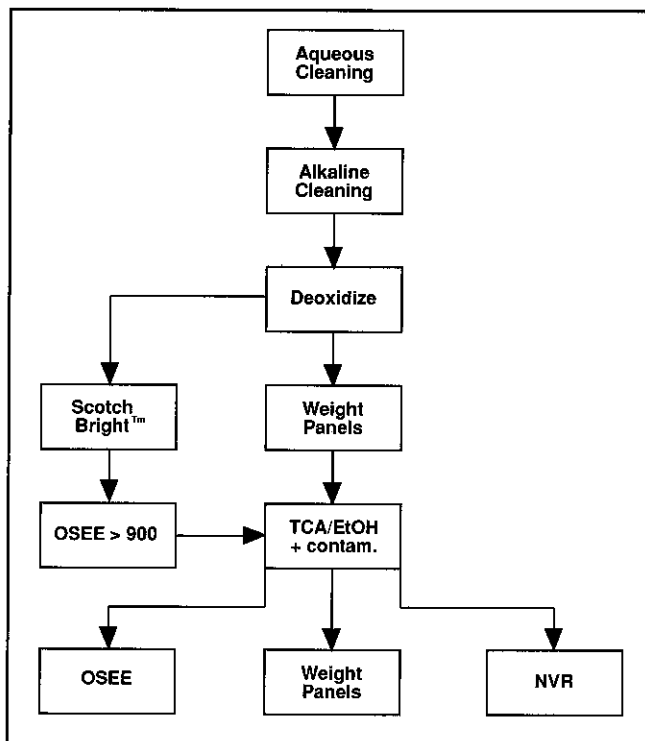 Aqueous
Cleaning
Alkaline
Cleaning
Deoxidize
Scotch
Bright™
Weight
Panels
OSEE > 900
TCA/EtOH
+ contam.
OSEE
Weight
Panels
NVR